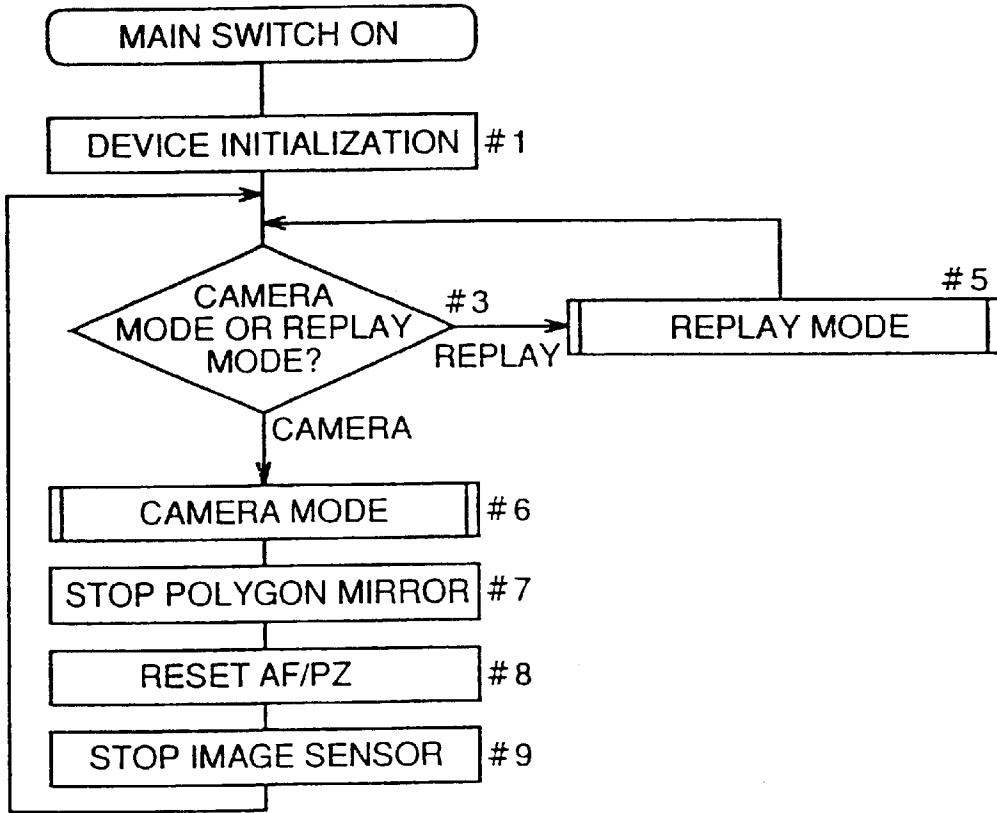 MAIN SWITCH ON
DEVICE INITIALIZATION #1
CAMERA
MODE OR REPLAY
MODE?
#3
REPLAY
#5
REPLAY MODE
CAMERA
CAMERA MODE #6
STOP POLYGON MIRROR #7
RESET AF/PZ #8
STOP IMAGE SENSOR #9